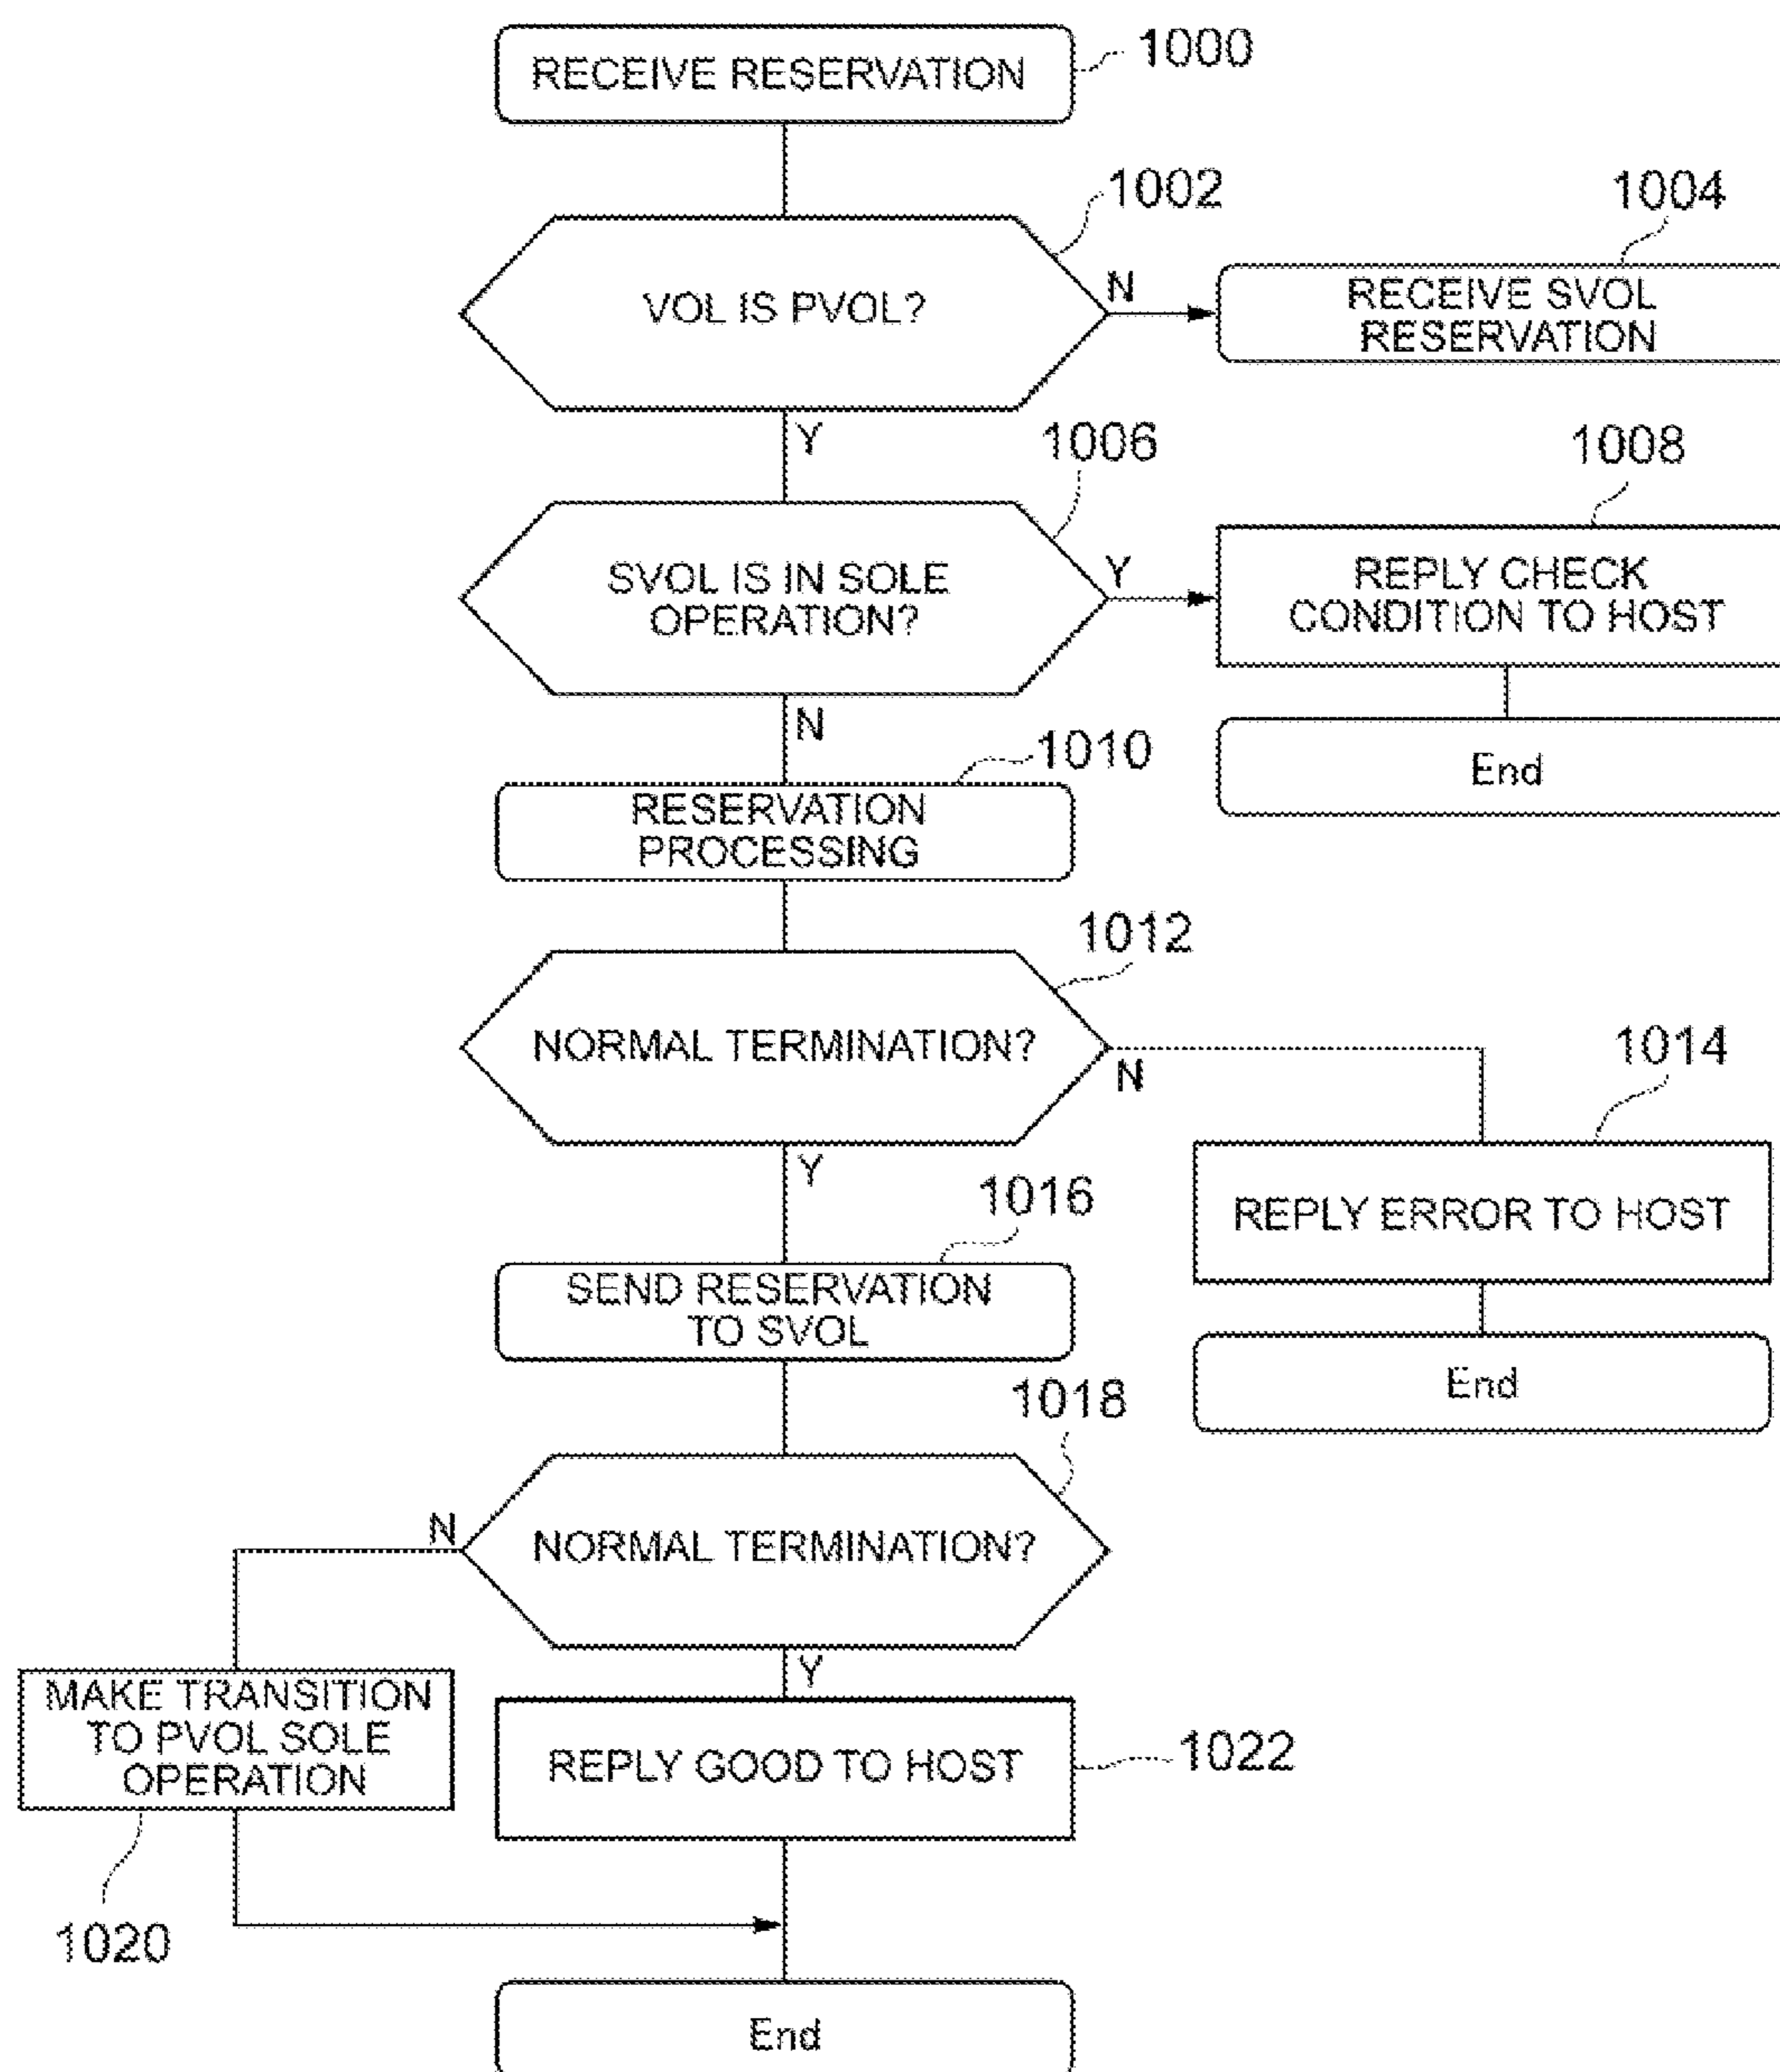 RECEIVE RESERVATION
1000
1002
VOL IS PVOL?
N
Y
1004
RECEIVE SVOL
RESERVATION
1006
SVOL IS IN SOLE
OPERATION?
Y
N
1008
REPLY CHECK
CONDITION TO HOST
End
1010
RESERVATION
PROCESSING
1012
NORMAL TERMINATION?
N
Y
1014
REPLY ERROR TO HOST
End
1016
SEND RESERVATION
TO SVOL
1018
NORMAL TERMINATION?
N
Y
MAKE TRANSITION
TO PVOL SOLE
OPERATION
1020
REPLY GOOD TO HOST
1022
End